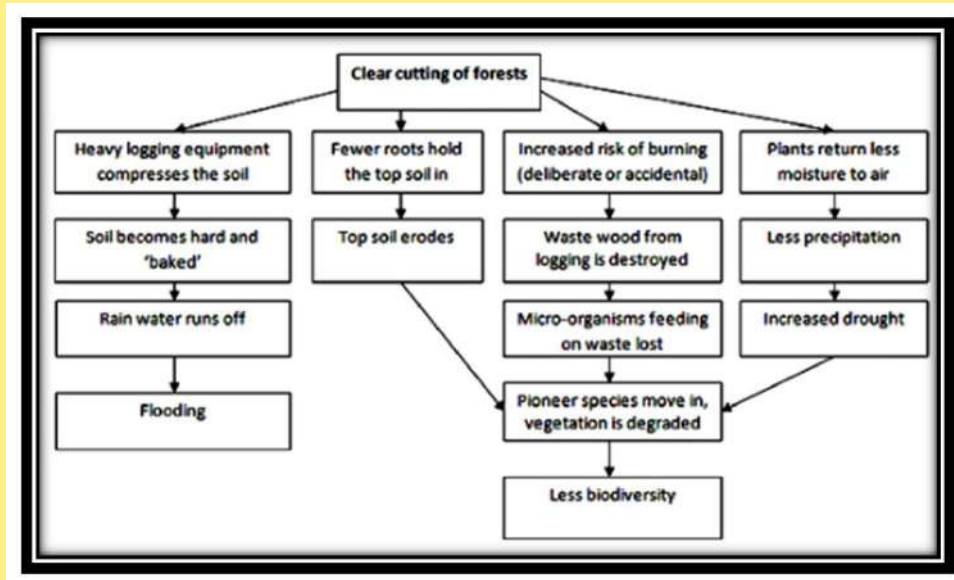 Clear cutting of forests
Heavy logging equipment
compresses the soil
Fewer roots hold
the top soil in
Increased risk of burning
(deliberate or accidental)
Plants return less
moisture to air
Soil becomes hard and
'baked'
Top soil erodes
Waste wood from
logging is destroyed
Less precipitation
Rain water runs off
Micro-organisms feeding
on waste lost
Increased drought
Flooding
Pioneer species move in,
vegetation is degraded
Less biodiversity